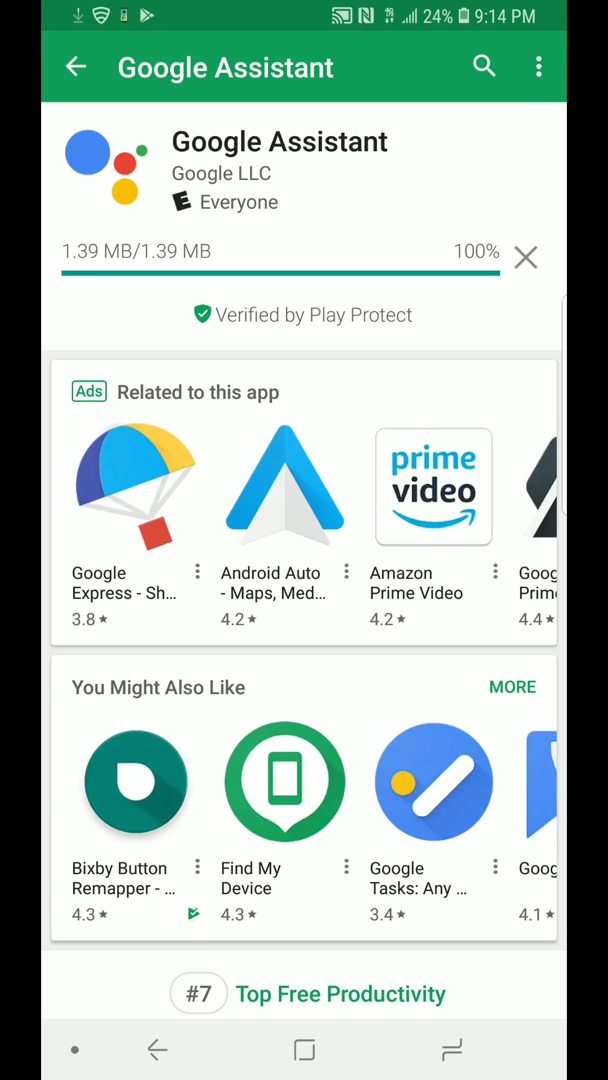 24% 9:14 PM
Google Assistant
Google Assistant
Google LLC
E Everyone
1.39 MB/1.39 MB 100%
Verified by Play Protect
Ads Related to this app
prime
video
Google
Express - Sh...
3.8★
Android Auto
- Maps, Med...
4.2★
Amazon
Prime Video
4.2★
Goog
Prim
4.4★
You Might Also Like MORE
Bixby Button
Remapper - ...
4.3★
Find My
Device
4.3★
Google
Tasks: Any ...
3.4★
Goog
4.1★
#7 Top Free Productivity